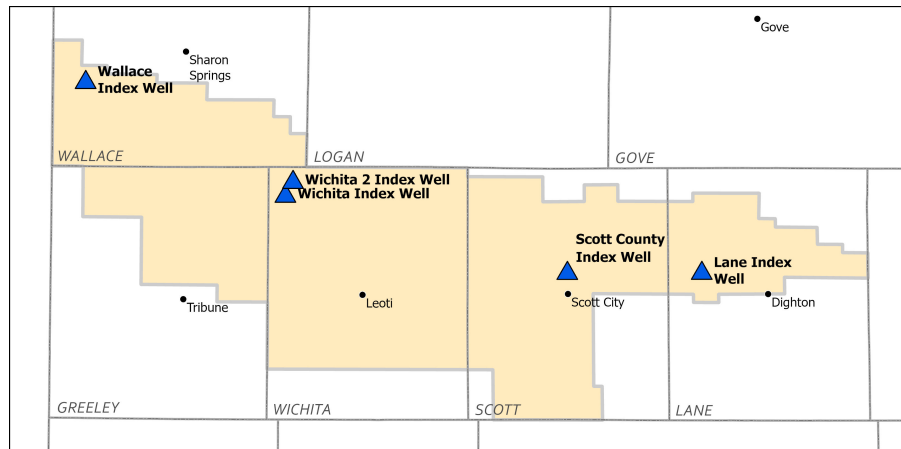 Gove
Sharon
Springs
Wallace
Index Well
WALLACE
LOGAN
GOVE
Wichita 2 Index Well
Wichita Index Well
Scott County
Index Well
Lane Index
Well
Tribune
Leoti
Scott City
Dighton
GREELEY
WICHITA
SCOTT
LANE